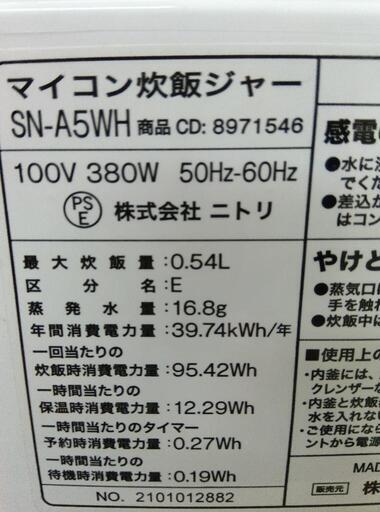 マイコン炊飯ジャー
SN-A5WH 商品CD: 8971546
100V 380W 50Hz-60Hz
PS
E 株式会社 ニトリ
最大炊飯量:0.54L
区分名:E
蒸発水量:16.8g
年間消費電力量:39.74kWh/年
一回当たりの
炊飯時消費電力量:95.42Wh
一時間当たりの
保温時消費電力量:12.29Wh
一時間当たりのタイマー
予約時消費電力量:0.27Wh
一時間当たりの
待機時消費電力量:0.19Wh
NO. 2101012882
感電の
●水に
でくだ
●差込
はコン
やけど
●蒸気口
手を触れ
●炊飯中は
■使用上の
・内釜には、
クレンザーな
・内釜と炊飯
水を入れない
・ご使用になら
ントから電源
MAD
販売元 株